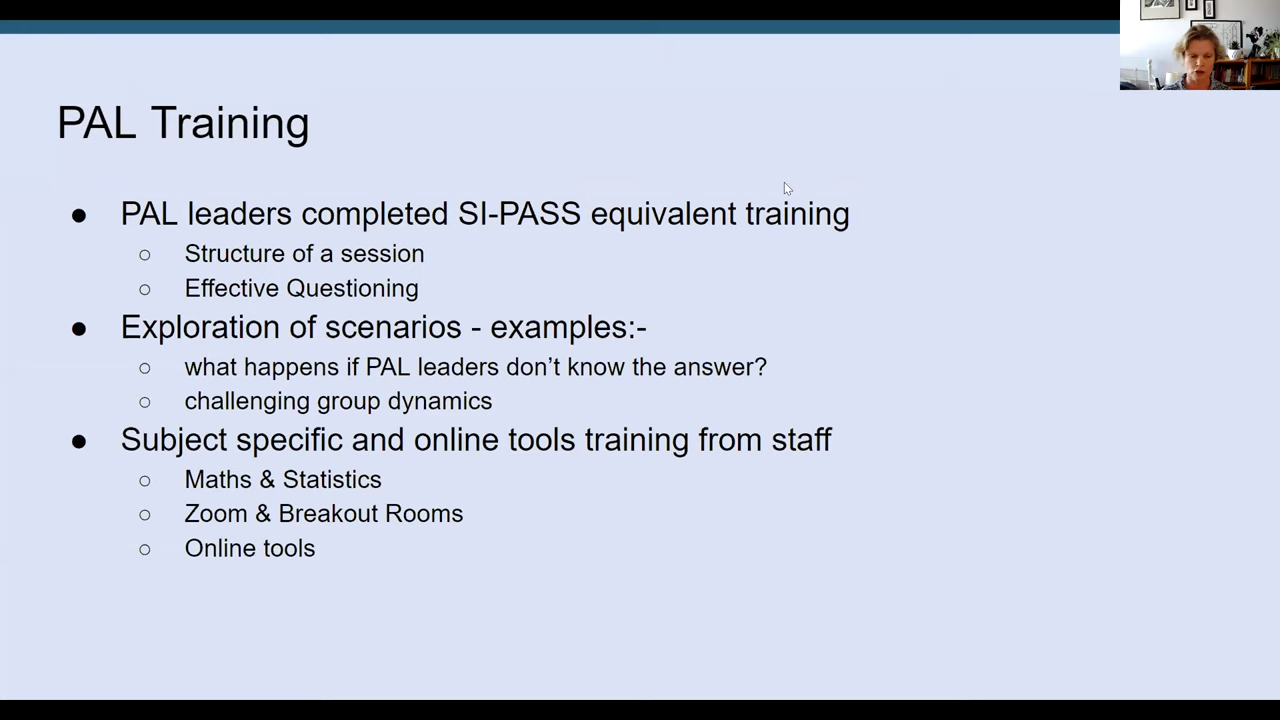 PAL Training
● PAL leaders completed SI-PASS equivalent training
○ Structure of a session
○ Effective Questioning
● Exploration of scenarios - examples:-
○ what happens if PAL leaders don’t know the answer?
○ challenging group dynamics
● Subject specific and online tools training from staff
○ Maths & Statistics
○ Zoom & Breakout Rooms
○ Online tools